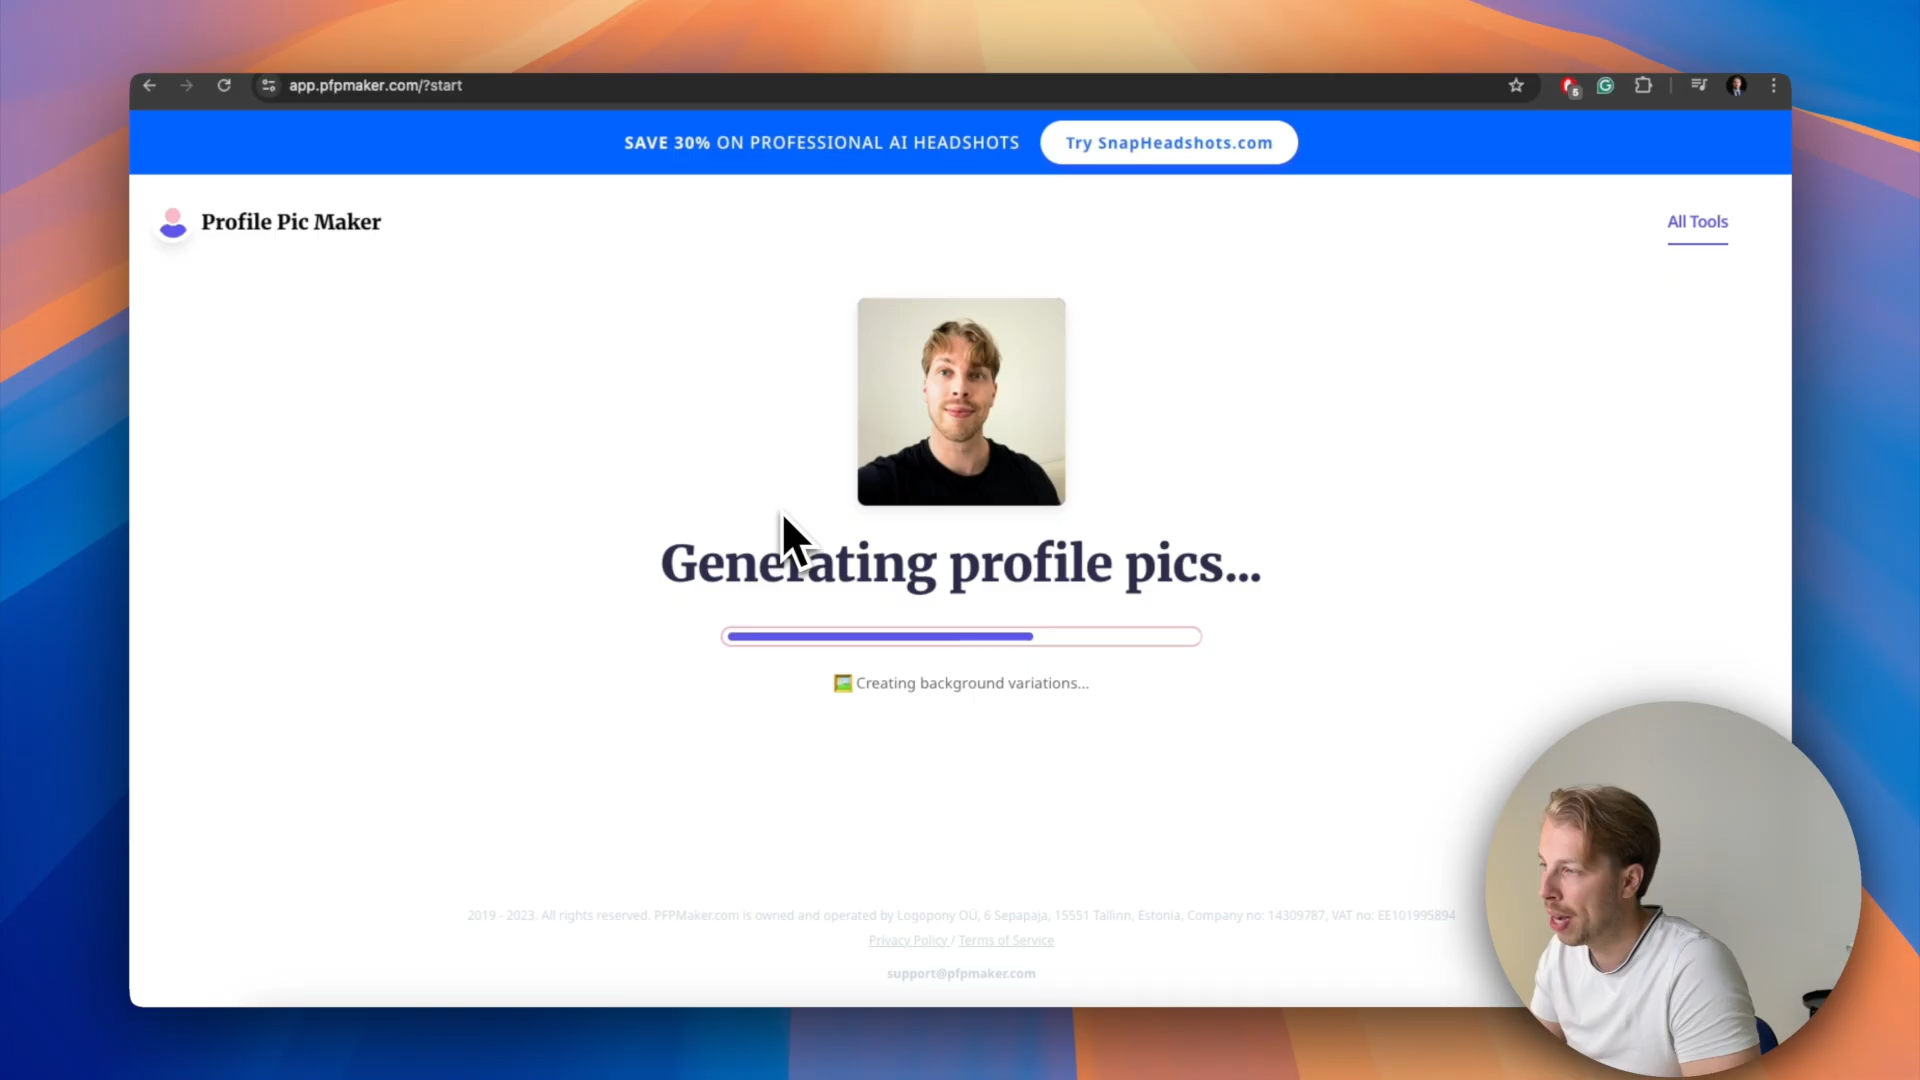 app.pfpmaker.com/?start
5
SAVE 30% ON PROFESSIONAL AI HEADSHOTS
Try SnapHeadshots.com
Profile Pic Maker
All Tools
Generating profile pics...
Creating background variations...
2019 - 2023. All rights reserved. PFPMaker.com is owned and operated by Logopony OÜ, 6 Sepapaja, 15551 Tallinn, Estonia, Company no: 14309787, VAT no: EE101995894
Privacy Policy / Terms of Service
support@pfpmaker.com